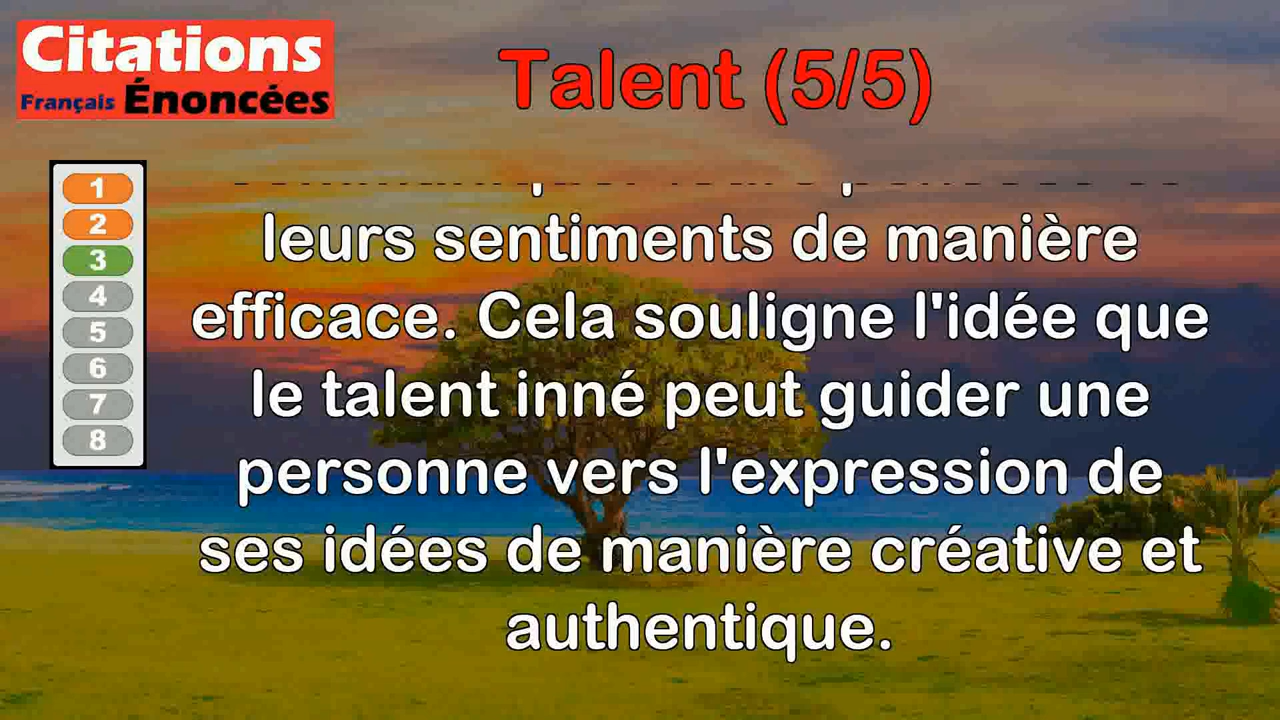 Citations
Français Énoncées
Talent (5/5)
1
2
3
4
5
6
7
8
leurs sentiments de manière
efficace. Cela souligne l'idée que
le talent inné peut guider une
personne vers l'expression de
ses idées de manière créative et
authentique.